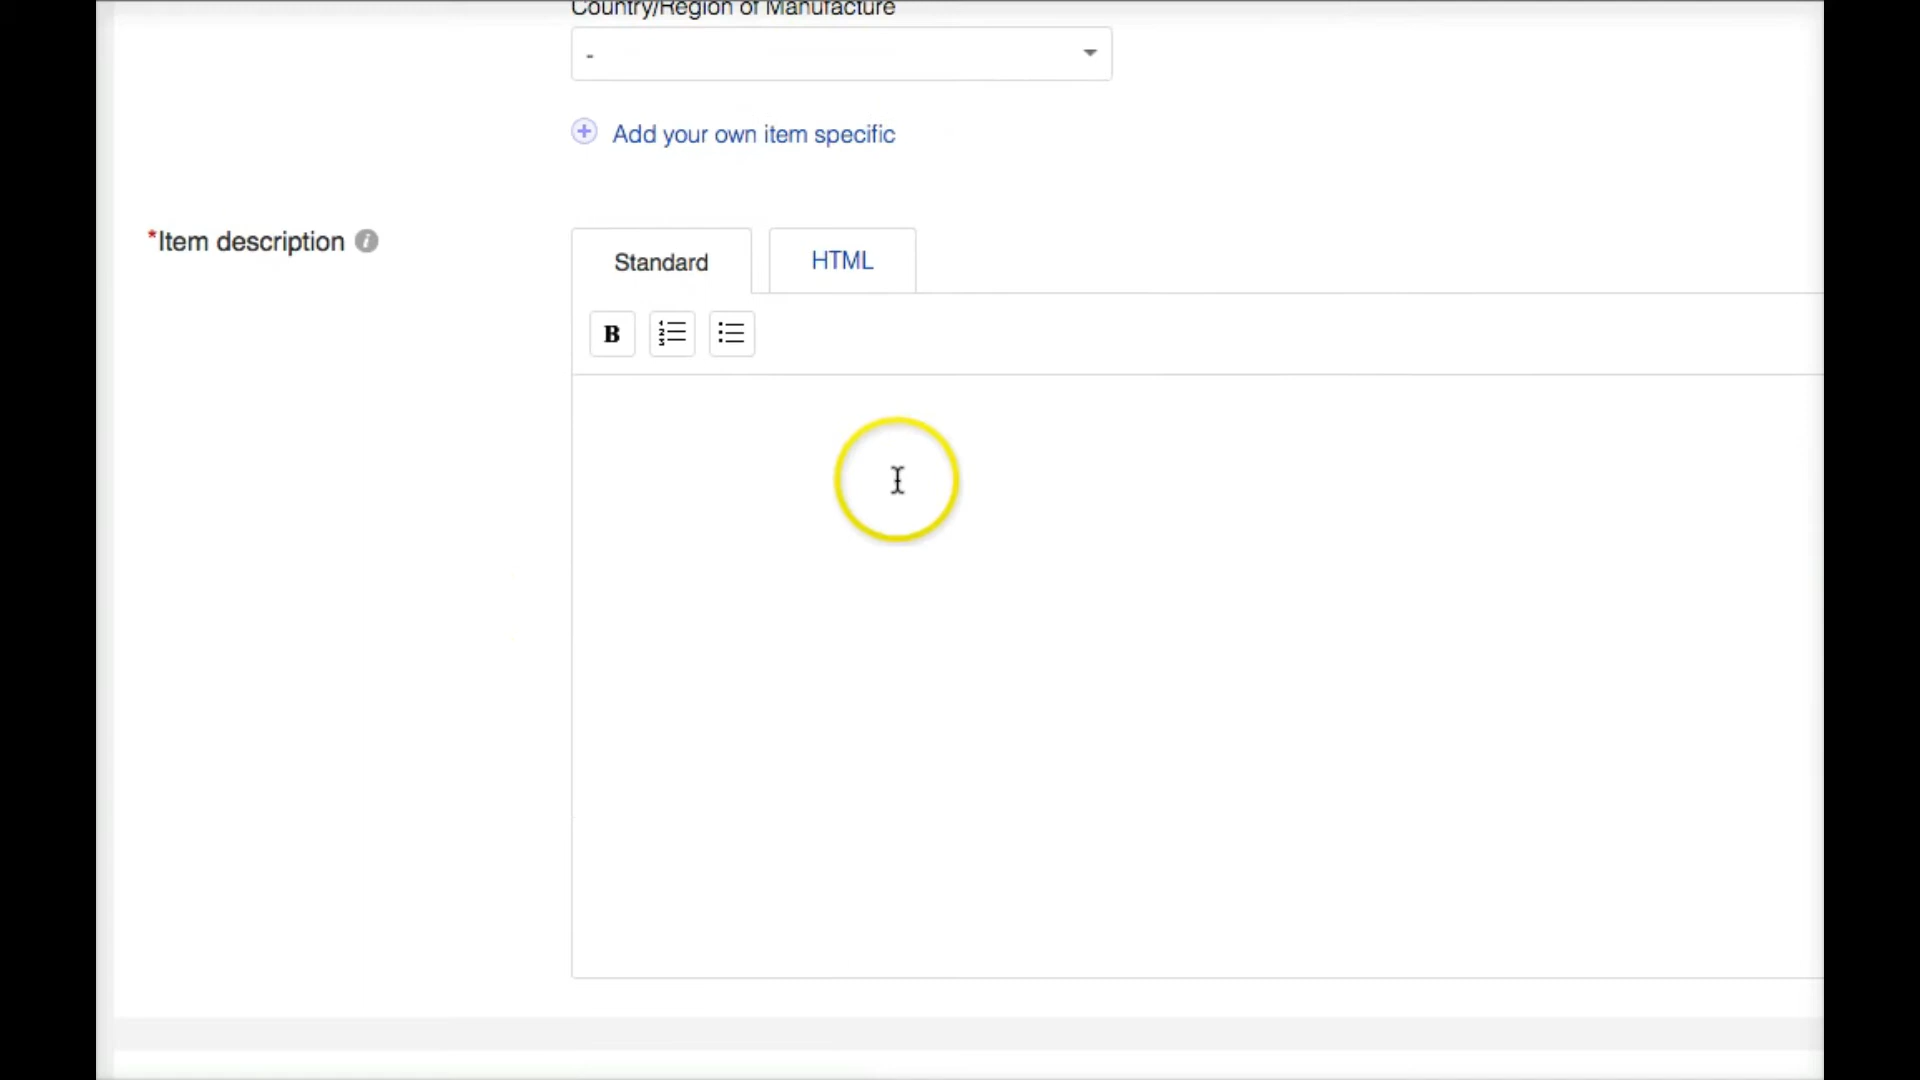 Country/Region of Manufacture
-
Add your own item specific
*Item description
Standard
HTML
B